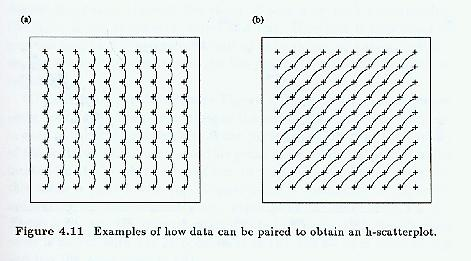 (a) (b)
Figure 4.11 Examples of how data can be paired to obtain an h-scatterplot.